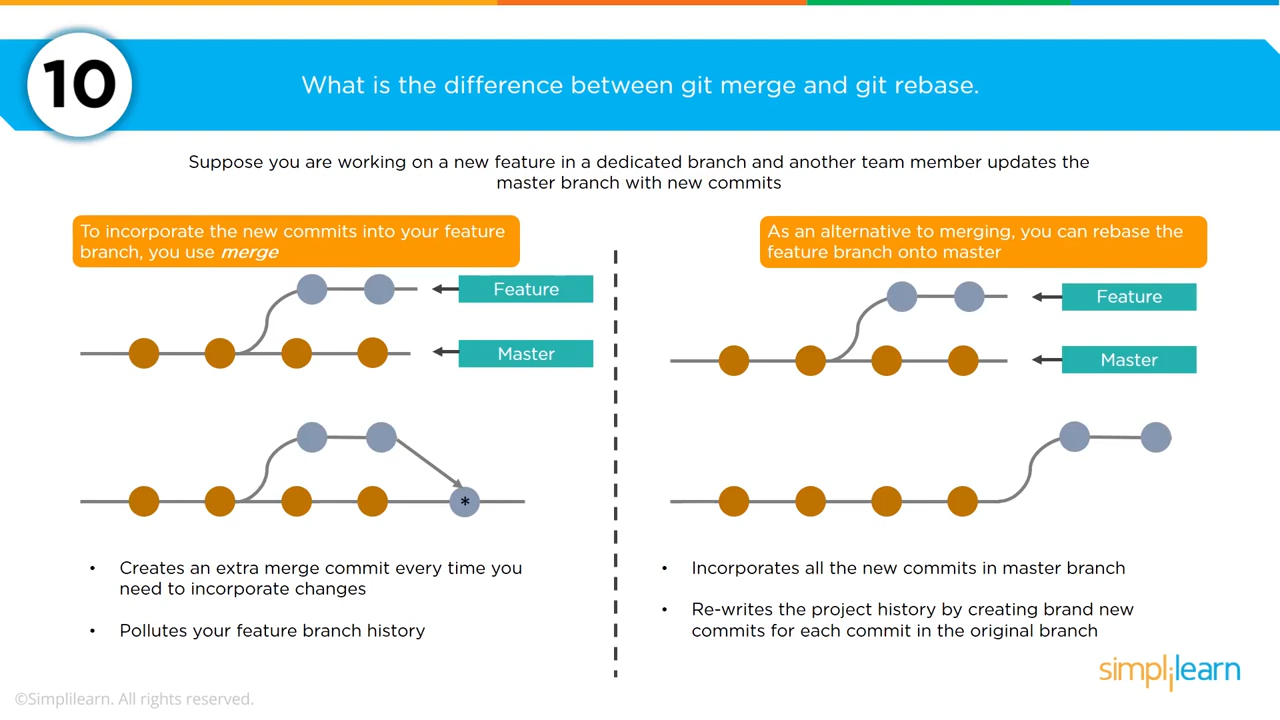 10
What is the difference between git merge and git rebase.
Suppose you are working on a new feature in a dedicated branch and another team member updates the
master branch with new commits
To incorporate the new commits into your feature
branch, you use merge
Feature
Master
*
• Creates an extra merge commit every time you
need to incorporate changes
• Pollutes your feature branch history
As an alternative to merging, you can rebase the
feature branch onto master
Feature
Master
• Incorporates all the new commits in master branch
• Re-writes the project history by creating brand new
commits for each commit in the original branch
simplilearn
©Simplilearn. All rights reserved.